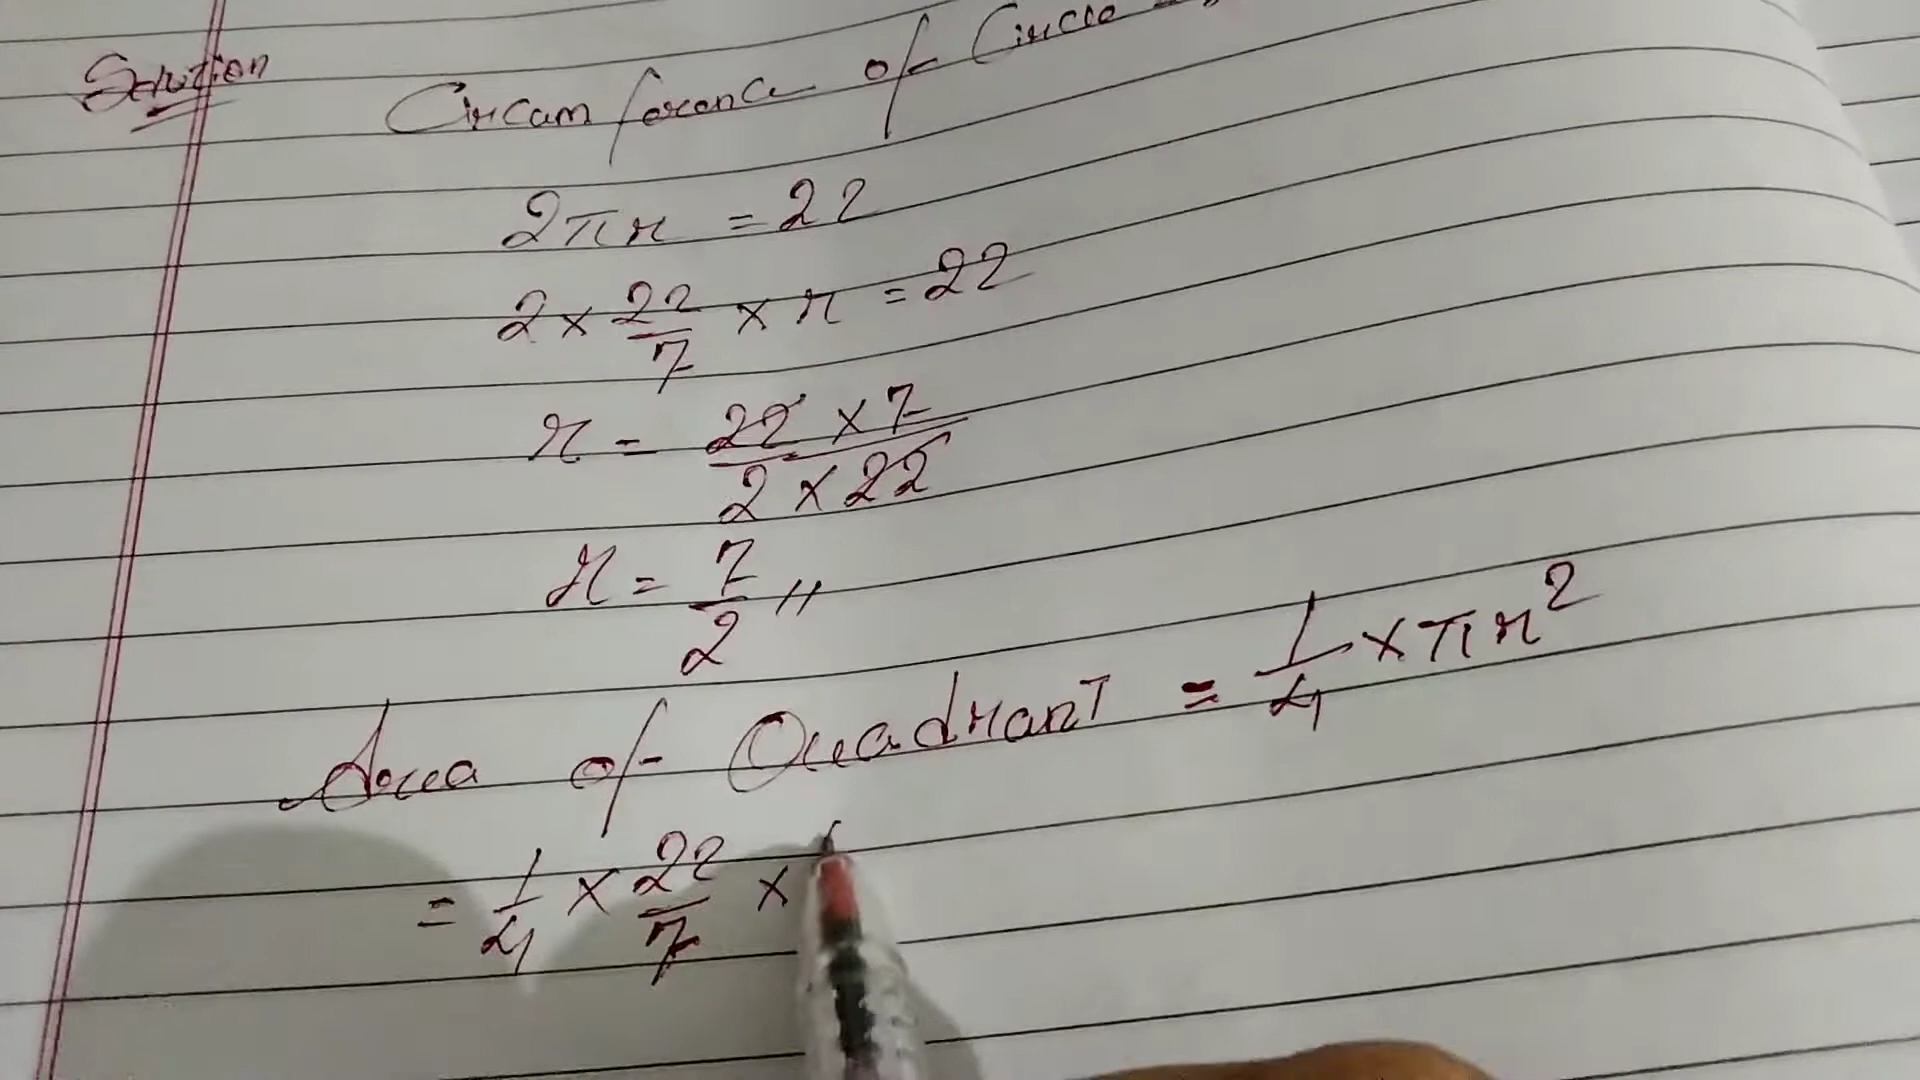 Solution
Circumference of Circle =
2πr = 22
2 × 22/7 × r = 22
r = 22 × 7 / 2 × 22
r = 7/2 //
Area of Quadrant = 1/4 × πr²
= 1/4 × 22/7 ×